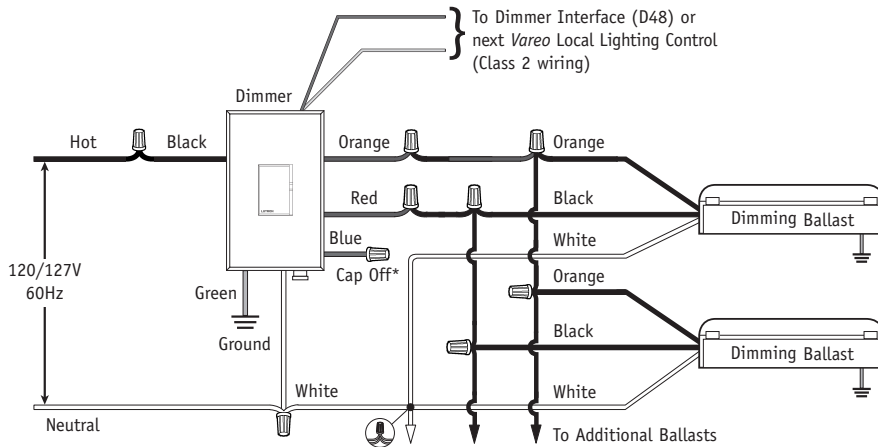 To Dimmer Interface (D48) or
next Vareo Local Lighting Control
(Class 2 wiring)
Dimmer
Hot
Black
Orange
Orange
Red
Black
Dimming Ballast
Blue
White
Cap Off*
120/127V
60Hz
Green
Orange
Ground
Black
Dimming Ballast
White
White
Neutral
To Additional Ballasts